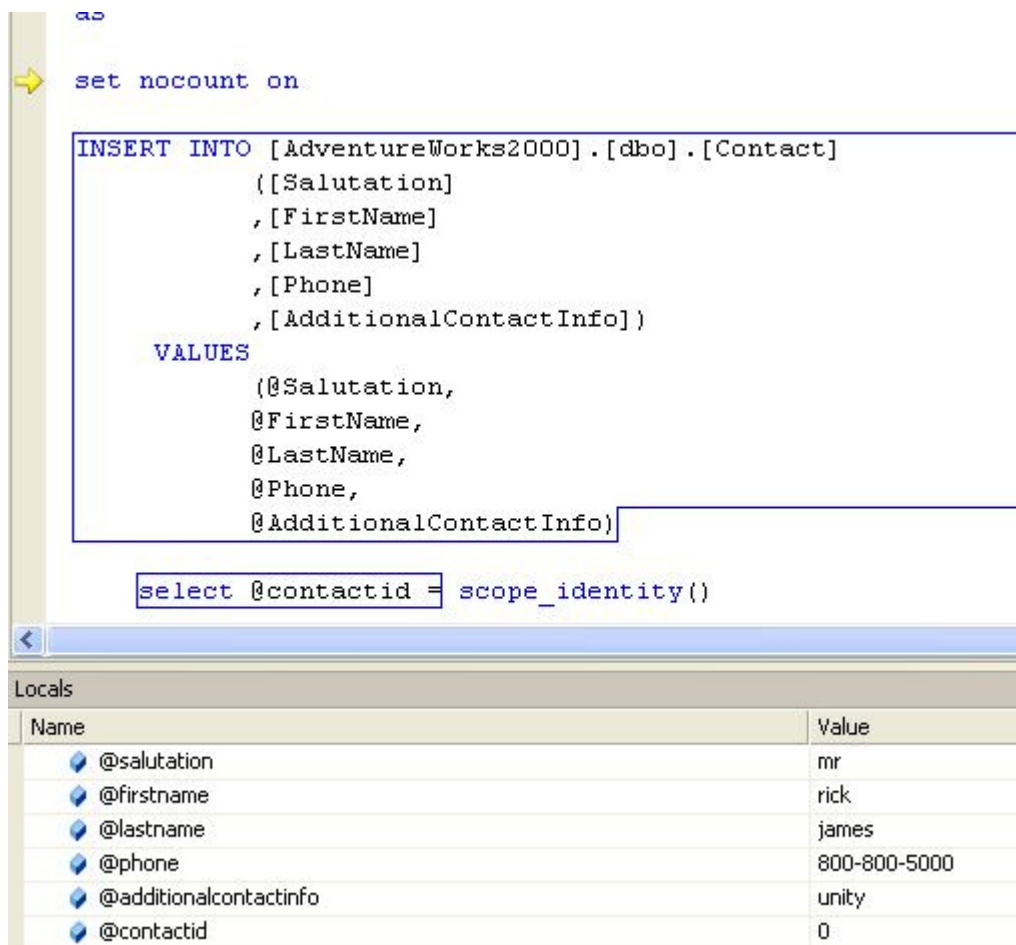 as
set nocount on
INSERT INTO [AdventureWorks2000].[dbo].[Contact]
([Salutation]
,[FirstName]
,[LastName]
,[Phone]
,[AdditionalContactInfo])
VALUES
(@Salutation,
@FirstName,
@LastName,
@Phone,
@AdditionalContactInfo)
select @contactid = scope_identity()
Locals
Name Value
@salutation mr
@firstname rick
@lastname james
@phone 800-800-5000
@additionalcontactinfo unity
@contactid 0